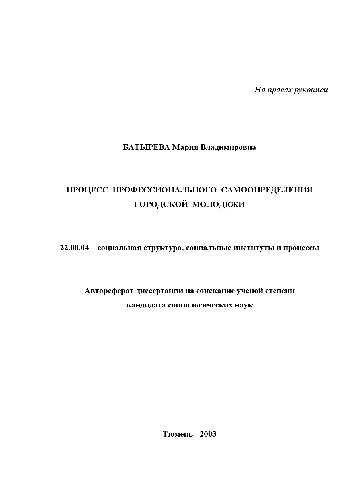 На правах рукописи
БАТЫРЕВА Мария Владимировна
ПРОЦЕСС ПРОФЕССИОНАЛЬНОГО САМООПРЕДЕЛЕНИЯ
ГОРОДСКОЙ МОЛОДЕЖИ
22.00.04 – социальная структура, социальные институты и процессы
Автореферат диссертации на соискание ученой степени
кандидата социологических наук
Тюмень – 2003